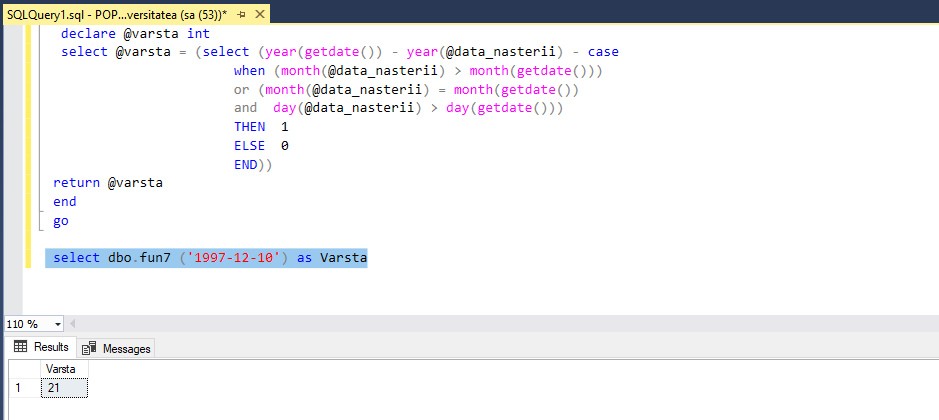 SQLQuery1.sql - POP...versitatea (sa (53))*
declare @varsta int
select @varsta = (select (year(getdate()) - year(@data_nasterii) - case
when (month(@data_nasterii) > month(getdate()))
or (month(@data_nasterii) = month(getdate())
and  day(@data_nasterii) > day(getdate()))
THEN  1
ELSE  0
END))
return @varsta
end
go
select dbo.fun7 ('1997-12-10') as Varsta
110 %
Results Messages
Varsta
1 21